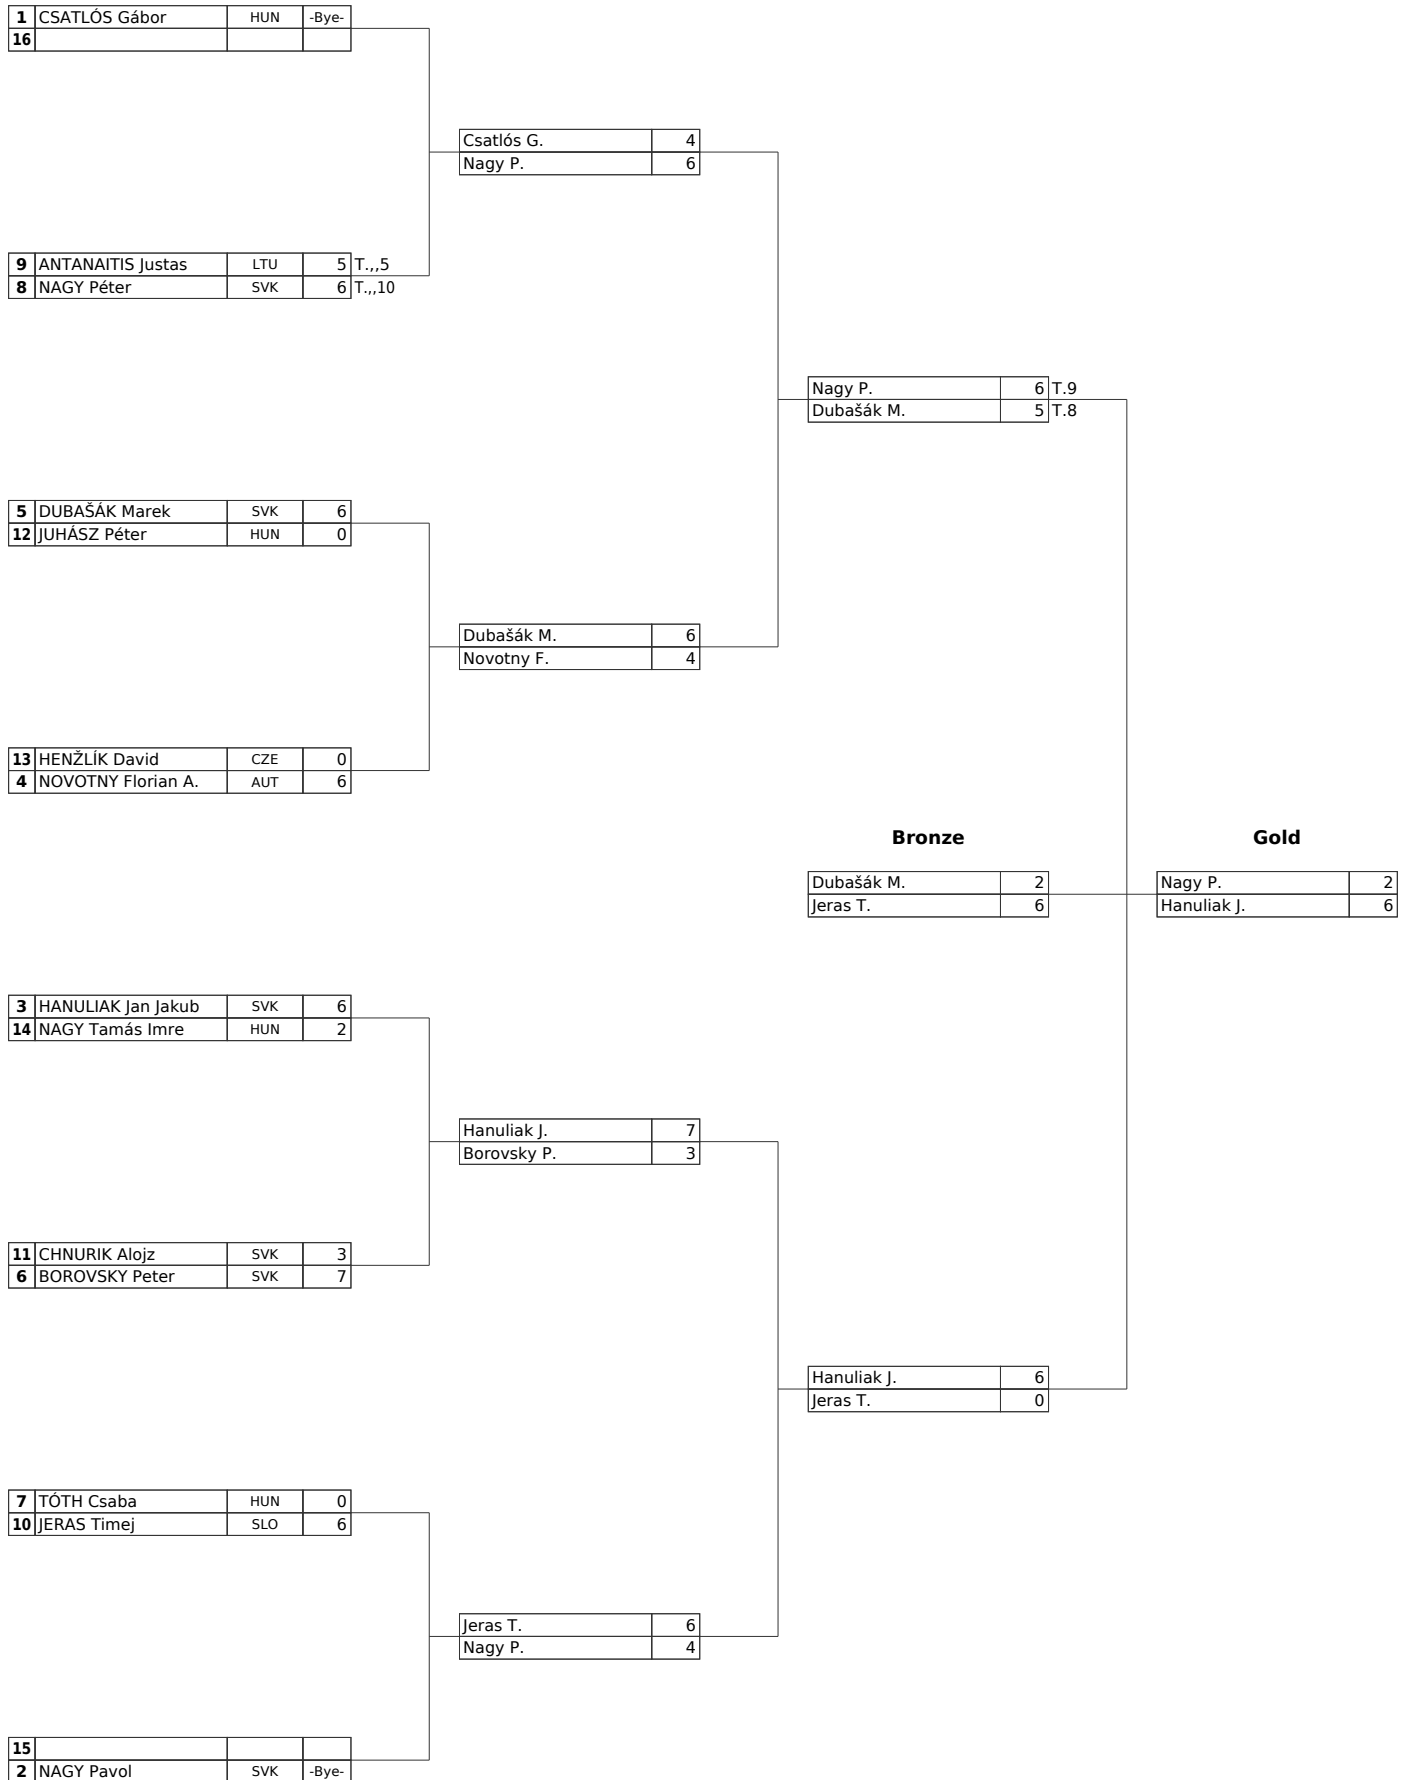 1 CSATLÓS Gábor HUN -Bye-
16
Csatlós G. 4
Nagy P. 6
9 ANTANAITIS Justas LTU 5 T.,,5
8 NAGY Péter SVK 6 T.,,10
Nagy P. 6 T.9
Dubašák M. 5 T.8
5 DUBAŠÁK Marek SVK 6
12 JUHÁSZ Péter HUN 0
Dubašák M. 6
Novotny F. 4
13 HENŽLÍK David CZE 0
4 NOVOTNY Florian A. AUT 6
Bronze Gold
Dubašák M. 2 Nagy P. 2
Jeras T. 6 Hanuliak J. 6
3 HANULIAK Jan Jakub SVK 6
14 NAGY Tamás Imre HUN 2
Hanuliak J. 7
Borovsky P. 3
11 CHNURIK Alojz SVK 3
6 BOROVSKY Peter SVK 7
Hanuliak J. 6
Jeras T. 0
7 TÓTH Csaba HUN 0
10 JERAS Timej SLO 6
Jeras T. 6
Nagy P. 4
15
2 NAGY Pavol SVK -Bye-